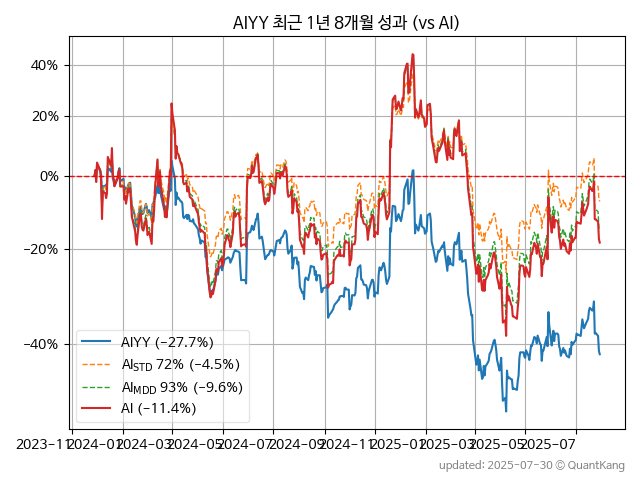 AIYY 최근 1년 8개월 성과 (vs AI)
40%
20%
0%
−20%
−40%
AIYY (−27.7%)
AISTD 72% (−4.5%)
AIMDD 93% (−9.6%)
AI (−11.4%)
2023−11 2024−01 2024−03 2024−05 2024−07 2024−09 2024−11 2025−01 2025−03 2025−05 2025−07
updated: 2025-07-30 © QuantKang